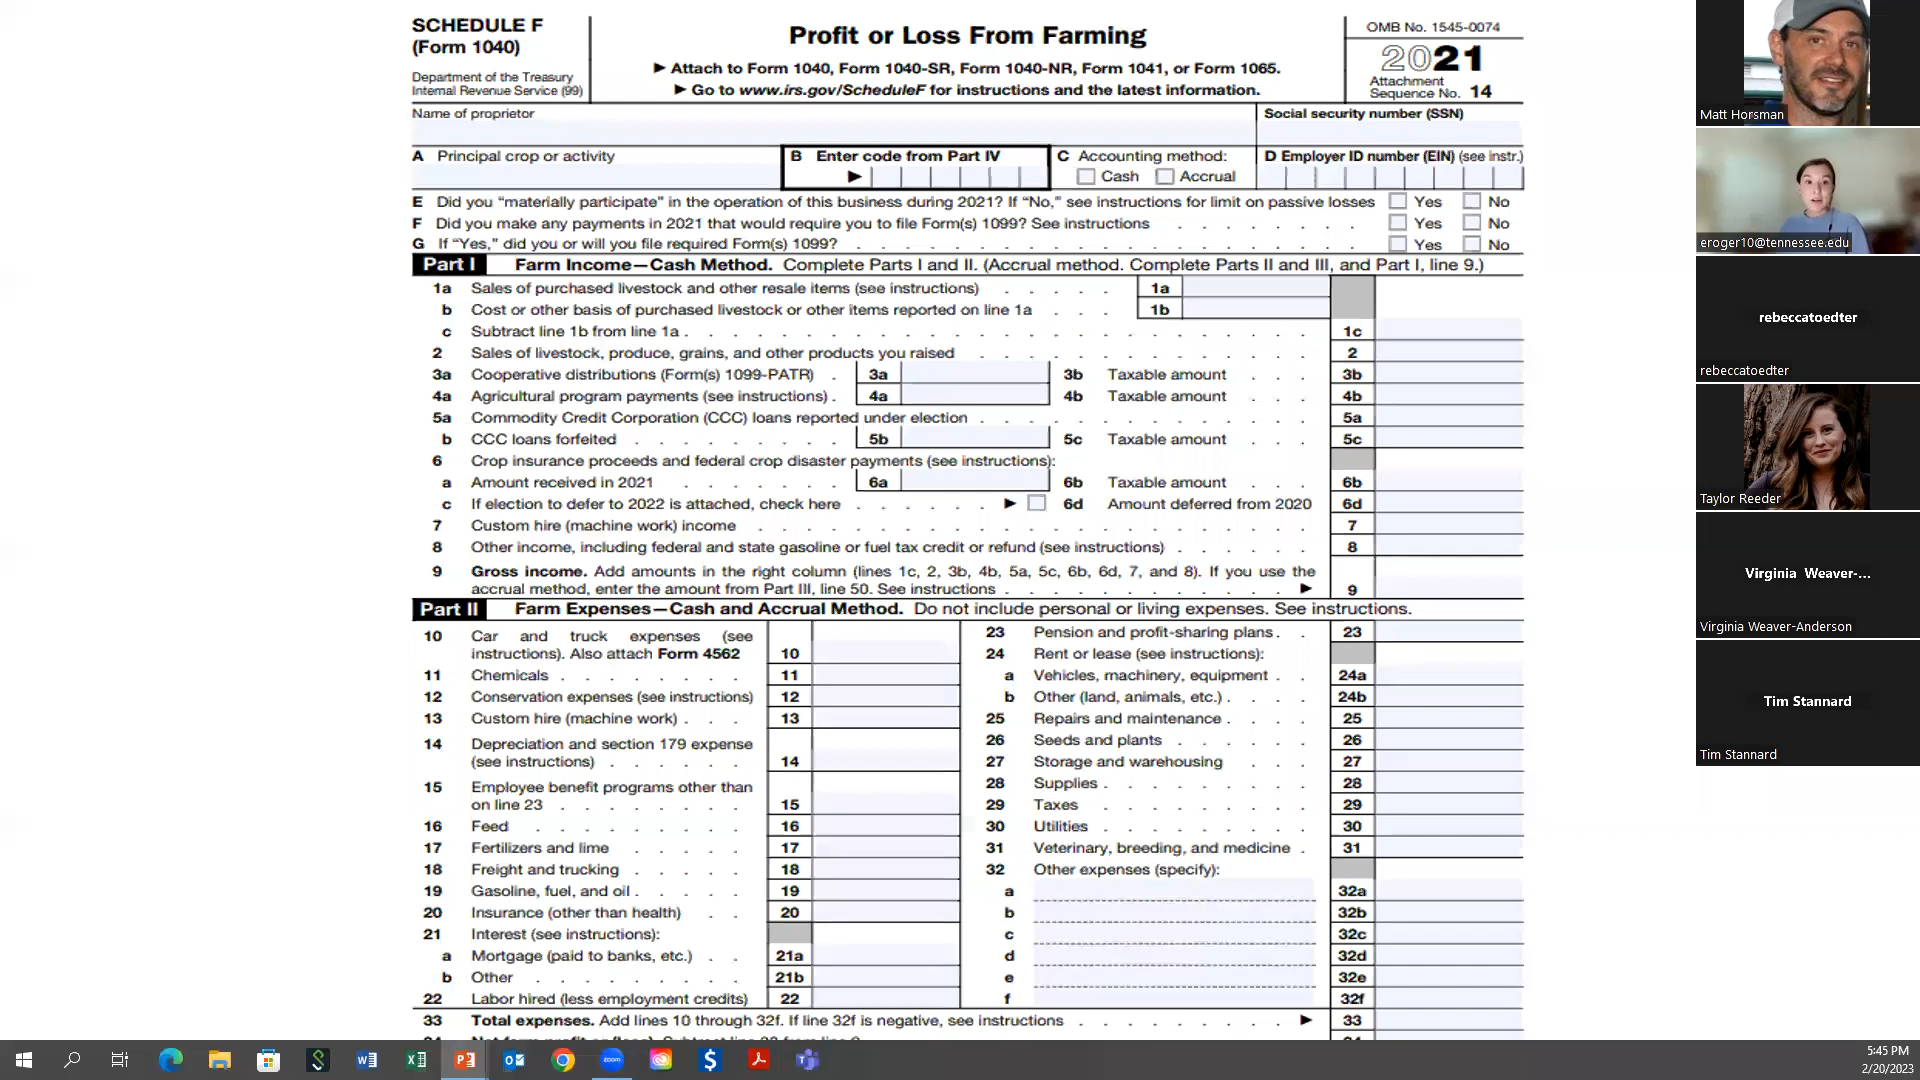 SCHEDULE F
(Form 1040)
Department of the Treasury
Internal Revenue Service (99)
Profit or Loss From Farming
► Attach to Form 1040, Form 1040-SR, Form 1040-NR, Form 1041, or Form 1065.
► Go to www.irs.gov/ScheduleF for instructions and the latest information.
OMB No. 1545-0074
2021
Attachment
Sequence No. 14
Name of proprietor
Social security number (SSN)
A Principal crop or activity
B Enter code from Part IV
►
C Accounting method:
Cash Accrual
D Employer ID number (EIN) (see instr.)
E Did you “materially participate” in the operation of this business during 2021? If “No,” see instructions for limit on passive losses Yes No
F Did you make any payments in 2021 that would require you to file Form(s) 1099? See instructions . . . . . . . Yes No
G If “Yes,” did you or will you file required Form(s) 1099? . . . . . . . . . . . . . . . . . . Yes No
Part I Farm Income—Cash Method. Complete Parts I and II. (Accrual method. Complete Parts II and III, and Part I, line 9.)
1a Sales of purchased livestock and other resale items (see instructions) . . . . . 1a
b Cost or other basis of purchased livestock or other items reported on line 1a . . . 1b
c Subtract line 1b from line 1a . . . . . . . . . . . . . . . . . . . . . . 1c
2 Sales of livestock, produce, grains, and other products you raised . . . . . . . . . . . . . 2
3a Cooperative distributions (Form(s) 1099-PATR) . 3a 3b Taxable amount . . . 3b
4a Agricultural program payments (see instructions) . 4a 4b Taxable amount . . . 4b
5a Commodity Credit Corporation (CCC) loans reported under election . . . . . . . . . . . . . 5a
b CCC loans forfeited . . . . . . . . . 5b 5c Taxable amount . . . 5c
6 Crop insurance proceeds and federal crop disaster payments (see instructions):
a Amount received in 2021 . . . . . . . 6a 6b Taxable amount . . . 6b
c If election to defer to 2022 is attached, check here . . . . . . ► 6d Amount deferred from 2020 6d
7 Custom hire (machine work) income . . . . . . . . . . . . . . . . . . . . 7
8 Other income, including federal and state gasoline or fuel tax credit or refund (see instructions) . . . . . . 8
9 Gross income. Add amounts in the right column (lines 1c, 2, 3b, 4b, 5a, 5c, 6b, 6d, 7, and 8). If you use the
accrual method, enter the amount from Part III, line 50. See instructions . . . . . . . . . . . ► 9
Part II Farm Expenses—Cash and Accrual Method. Do not include personal or living expenses. See instructions.
10 Car and truck expenses (see
instructions). Also attach Form 4562 10
11 Chemicals . . . . . . . 11
12 Conservation expenses (see instructions) 12
13 Custom hire (machine work) . . . 13
14 Depreciation and section 179 expense
(see instructions) . . . . . 14
15 Employee benefit programs other than
on line 23 . . . . . . . 15
16 Feed . . . . . . . . 16
17 Fertilizers and lime . . . . . 17
18 Freight and trucking . . . . . 18
19 Gasoline, fuel, and oil . . . . . 19
20 Insurance (other than health) . . 20
21 Interest (see instructions):
a Mortgage (paid to banks, etc.) . . 21a
b Other . . . . . . . . 21b
22 Labor hired (less employment credits) 22
23 Pension and profit-sharing plans . . 23
24 Rent or lease (see instructions):
a Vehicles, machinery, equipment . . 24a
b Other (land, animals, etc.) . . . . 24b
25 Repairs and maintenance . . . . 25
26 Seeds and plants . . . . . 26
27 Storage and warehousing . . . 27
28 Supplies . . . . . . . . 28
29 Taxes . . . . . . . . 29
30 Utilities . . . . . . . . 30
31 Veterinary, breeding, and medicine . 31
32 Other expenses (specify):
a 32a
b 32b
c 32c
d 32d
e 32e
f 32f
33 Total expenses. Add lines 10 through 32f. If line 32f is negative, see instructions . . . . . . . . ► 33
Matt Horsman
eroger10@tennessee.edu
rebeccatoedter
rebeccatoedter
Taylor Reeder
Virginia Weaver-...
Virginia Weaver-Anderson
Tim Stannard
Tim Stannard
zoom
5:45 PM
2/20/2023